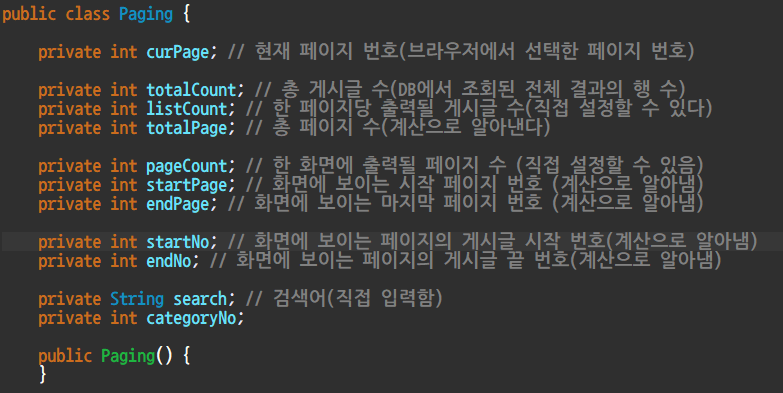 public class Paging {
private int curPage; // 현재 페이지 번호(브라우저에서 선택한 페이지 번호)
private int totalCount; // 총 게시글 수(DB에서 조회된 전체 결과의 행 수)
private int listCount; // 한 페이지당 출력될 게시글 수(직접 설정할 수 있다)
private int totalPage; // 총 페이지 수(계산으로 알아낸다)
private int pageCount; // 한 화면에 출력될 페이지 수 (직접 설정할 수 있음)
private int startPage; // 화면에 보이는 시작 페이지 번호 (계산으로 알아냄)
private int endPage; // 화면에 보이는 마지막 페이지 번호 (계산으로 알아냄)
private int startNo; // 화면에 보이는 페이지의 게시글 시작 번호(계산으로 알아냄)
private int endNo; // 화면에 보이는 페이지의 게시글 끝 번호(계산으로 알아냄)
private String search; // 검색어(직접 입력함)
private int categoryNo;
public Paging() {
}